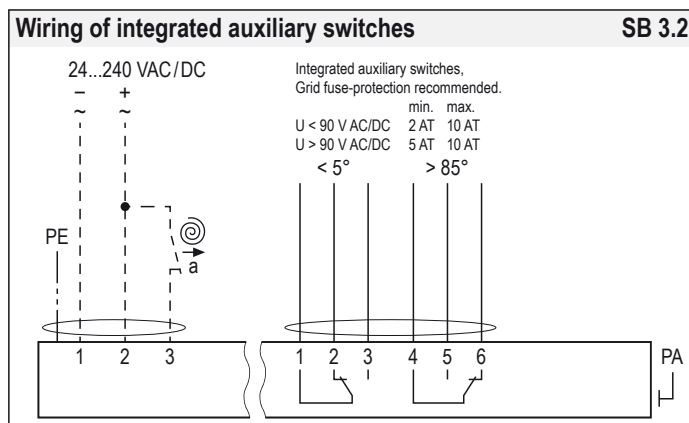 Wiring of integrated auxiliary switches SB 3.2
24...240 VAC/DC
– +
~ ~
Integrated auxiliary switches,
Grid fuse-protection recommended.
min. max.
U < 90 V AC/DC 2 AT 10 AT
U > 90 V AC/DC 5 AT 10 AT
< 5° > 85°
PE
a
1 2 3 1 2 3 4 5 6 PA